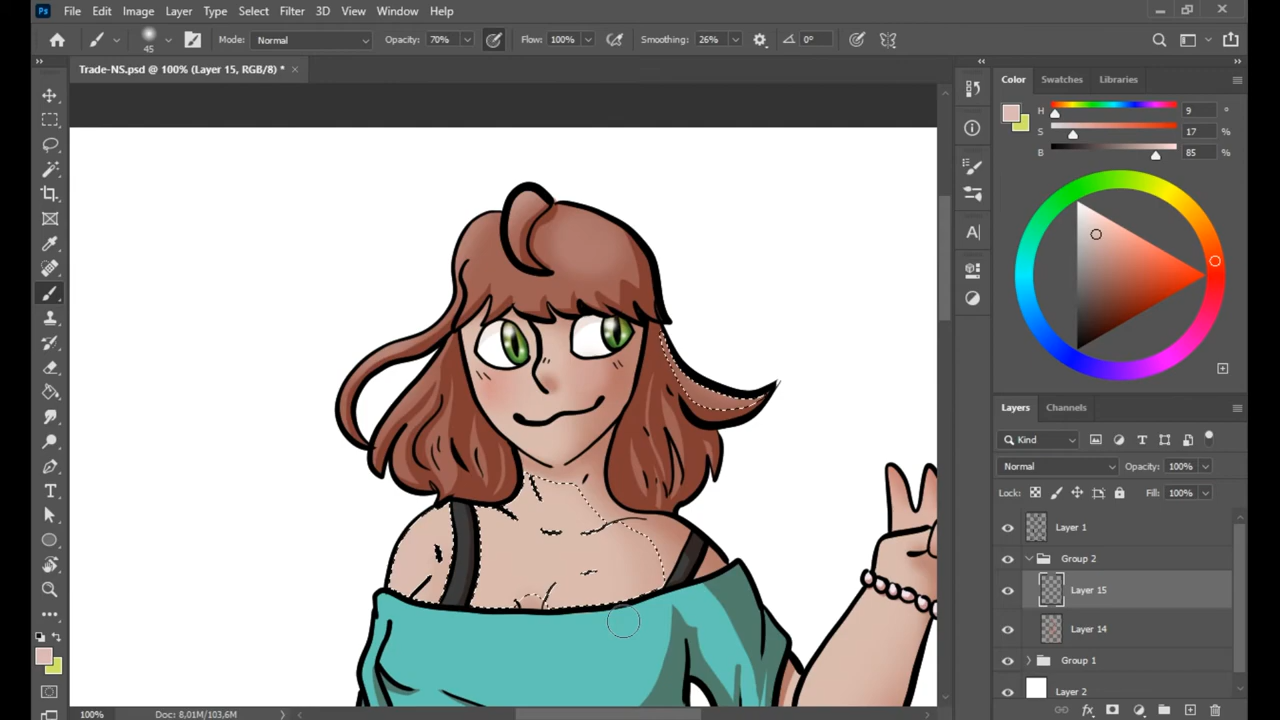 Ps File Edit Image Layer Type Select Filter 3D View Window Help
45 Mode: Normal Opacity: 70% Flow: 100% Smoothing: 26% 0°
Trade-NS.psd @ 100% (Layer 15, RGB/8) *
Color Swatches Libraries
H 9 °
S 17 %
B 85 %
Layers Channels
Kind
Normal Opacity: 100%
Lock: Fill: 100%
Layer 1
Group 2
Layer 15
Layer 14
Group 1
Layer 2
100% Doc: 8,01M/103,6M